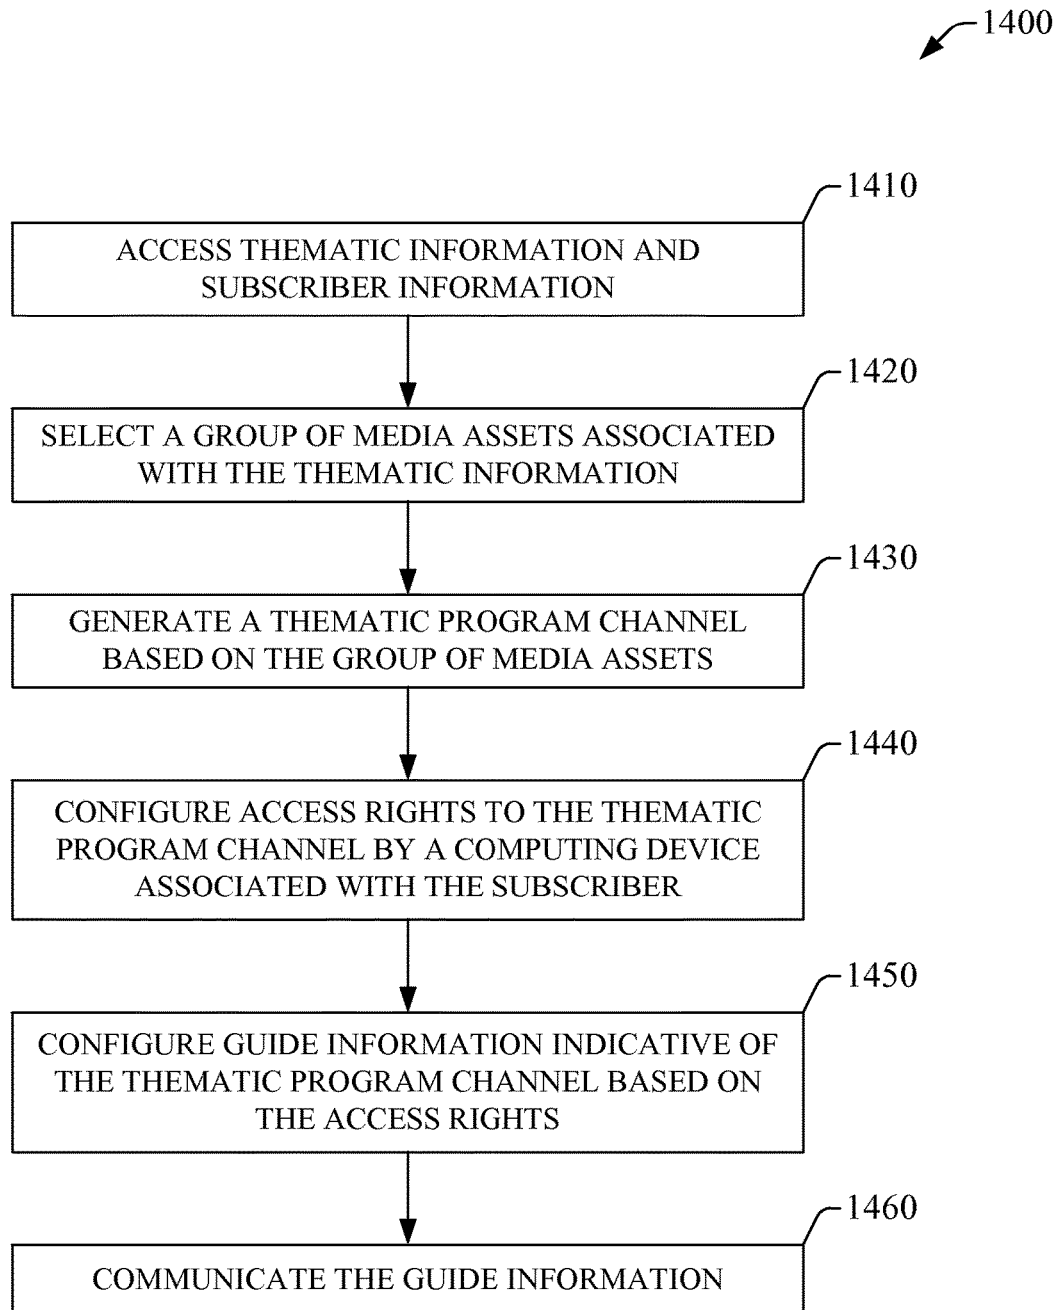 1400
1410
ACCESS THEMATIC INFORMATION AND
SUBSCRIBER INFORMATION
1420
SELECT A GROUP OF MEDIA ASSETS ASSOCIATED
WITH THE THEMATIC INFORMATION
1430
GENERATE A THEMATIC PROGRAM CHANNEL
BASED ON THE GROUP OF MEDIA ASSETS
1440
CONFIGURE ACCESS RIGHTS TO THE THEMATIC
PROGRAM CHANNEL BY A COMPUTING DEVICE
ASSOCIATED WITH THE SUBSCRIBER
1450
CONFIGURE GUIDE INFORMATION INDICATIVE OF
THE THEMATIC PROGRAM CHANNEL BASED ON
THE ACCESS RIGHTS
1460
COMMUNICATE THE GUIDE INFORMATION